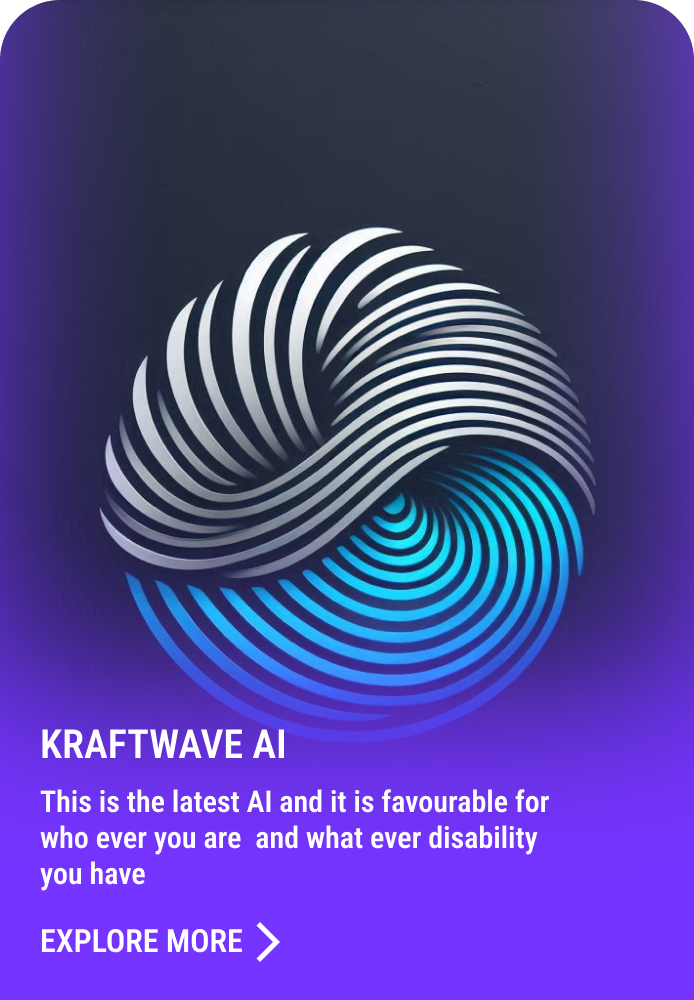 KRAFTWAVE AI
This is the latest AI and it is favourable for
who ever you are  and what ever disability
you have
EXPLORE MORE